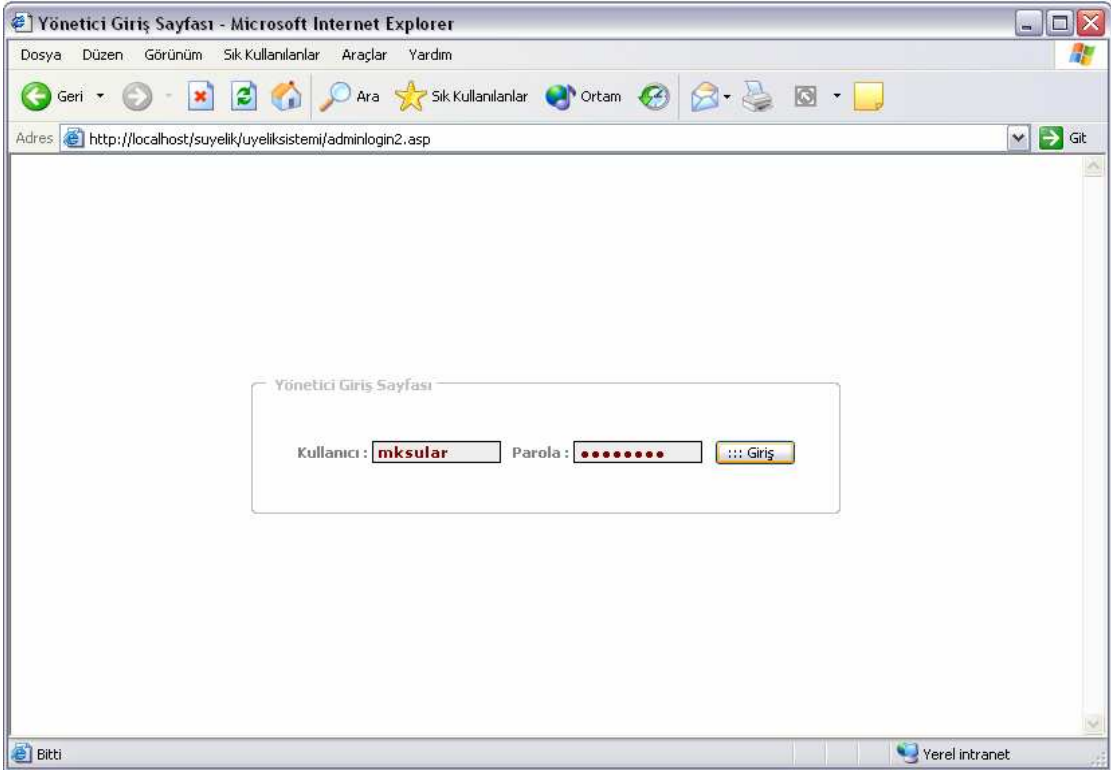 Yönetici Giriş Sayfası - Microsoft Internet Explorer
Dosya Düzen Görünüm Sık Kullanılanlar Araçlar Yardım
Geri Ara Sık Kullanılanlar Ortam
Adres http://localhost/suyelik/uyeliksistemi/adminlogin2.asp Git
Yönetici Giriş Sayfası
Kullanıcı : mksular Parola : ●●●●●●●● ::: Giriş
Bitti Yerel intranet